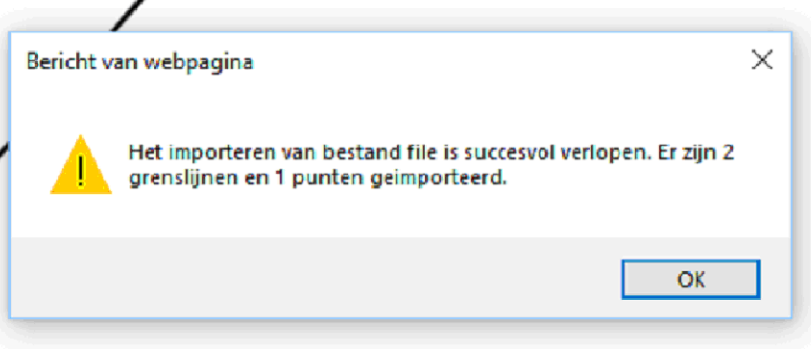 Bericht van webpagina
Het importeren van bestand file is succesvol verlopen. Er zijn 2
grenslijnen en 1 punten geimporteerd.
OK